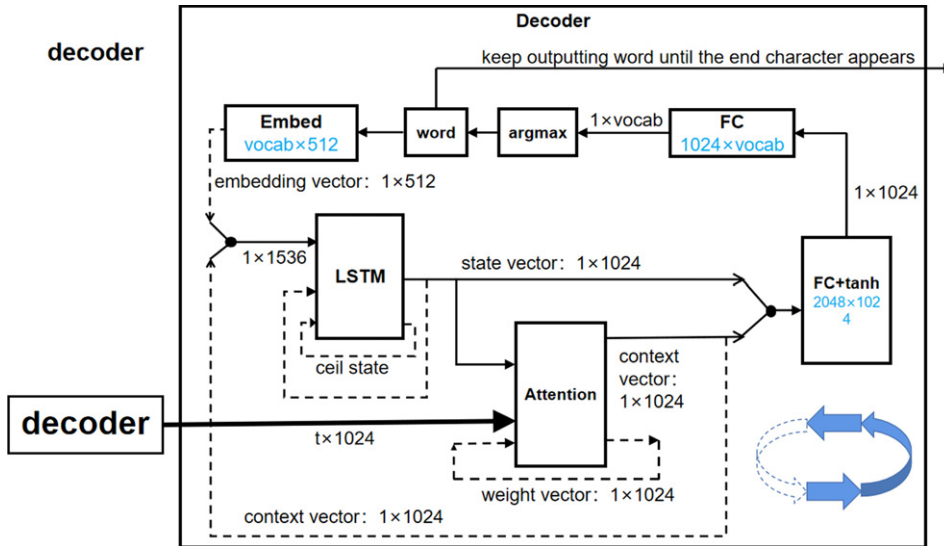 Decoder
decoder
keep outputting word until the end character appears
Embed
vocab×512
word
argmax
1×vocab
FC
1024×vocab
embedding vector：1×512
1×1024
1×1536
LSTM
state vector：1×1024
FC+tanh
2048×102
4
ceil state
Attention
context
vector：
1×1024
decoder
t×1024
weight vector：1×1024
context vector：1×1024